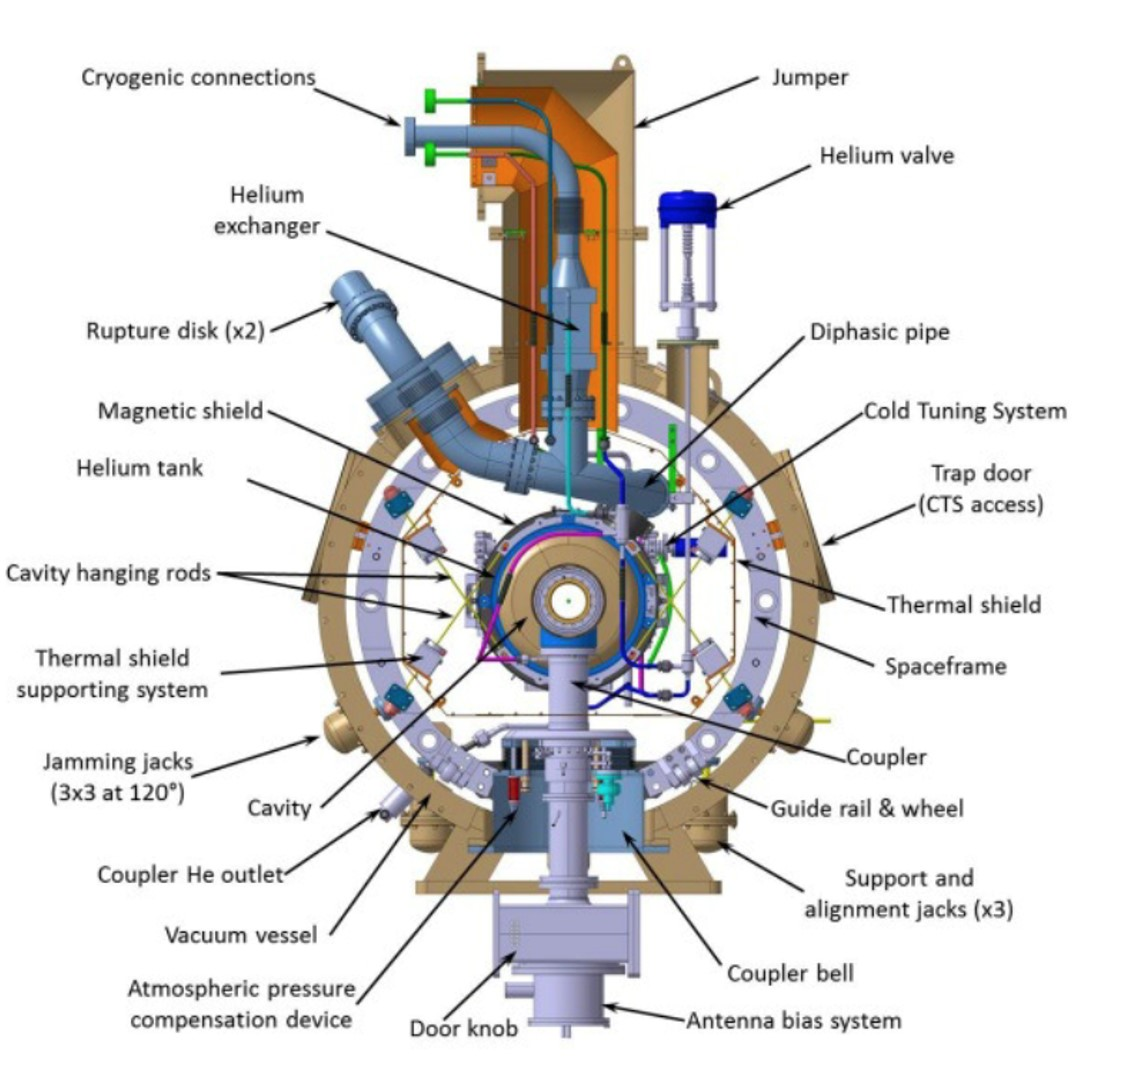 Cryogenic connections
Jumper
Helium valve
Helium
exchanger
Rupture disk (x2)
Diphasic pipe
Magnetic shield
Cold Tuning System
Helium tank
Trap door
(CTS access)
Cavity hanging rods
Thermal shield
Thermal shield
supporting system
Spaceframe
Jamming jacks
(3x3 at 120°)
Coupler
Cavity
Guide rail & wheel
Coupler He outlet
Support and
alignment jacks (x3)
Vacuum vessel
Coupler bell
Atmospheric pressure
compensation device
Door knob
Antenna bias system